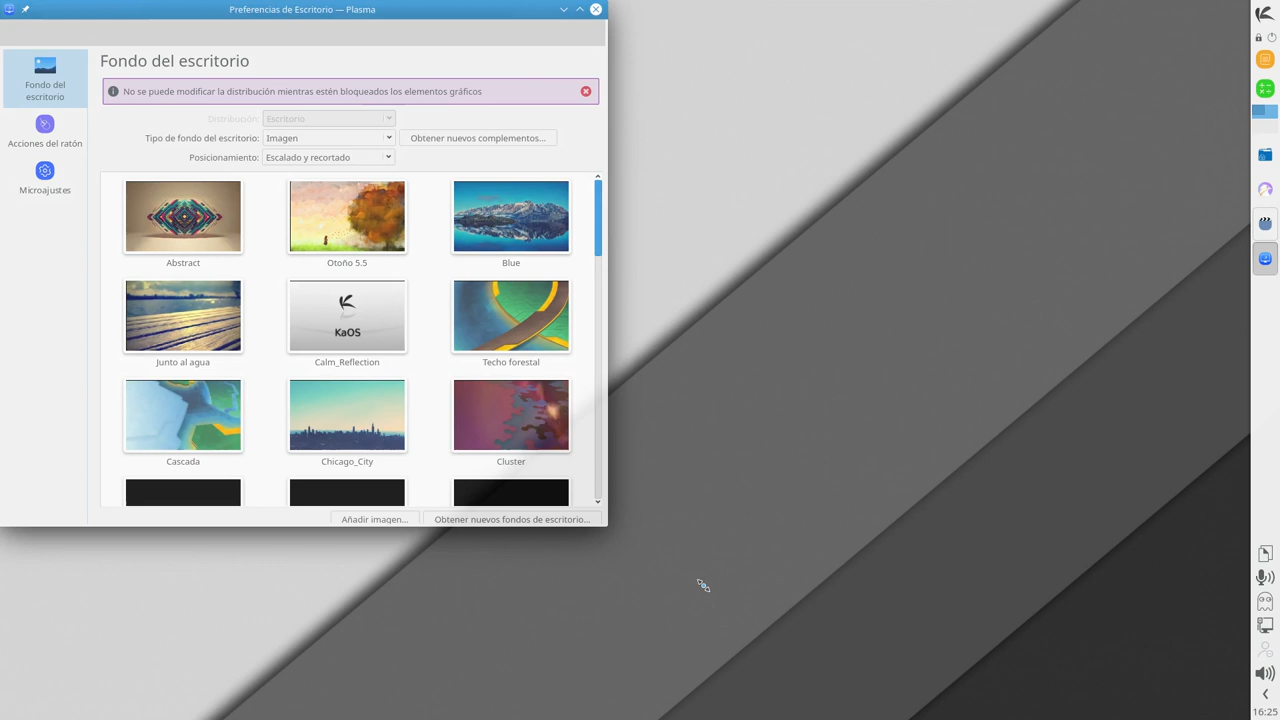 Preferencias de Escritorio — Plasma
Fondo del escritorio
Fondo del
escritorio
Acciones del ratón
Microajustes
No se puede modificar la distribución mientras estén bloqueados los elementos gráficos
Distribución: Escritorio
Tipo de fondo del escritorio: Imagen Obtener nuevos complementos...
Posicionamiento: Escalado y recortado
Abstract Otoño 5.5 Blue
KaOS
Junto al agua Calm_Reflection Techo forestal
Cascada Chicago_City Cluster
Añadir imagen... Obtener nuevos fondos de escritorio...
16:25